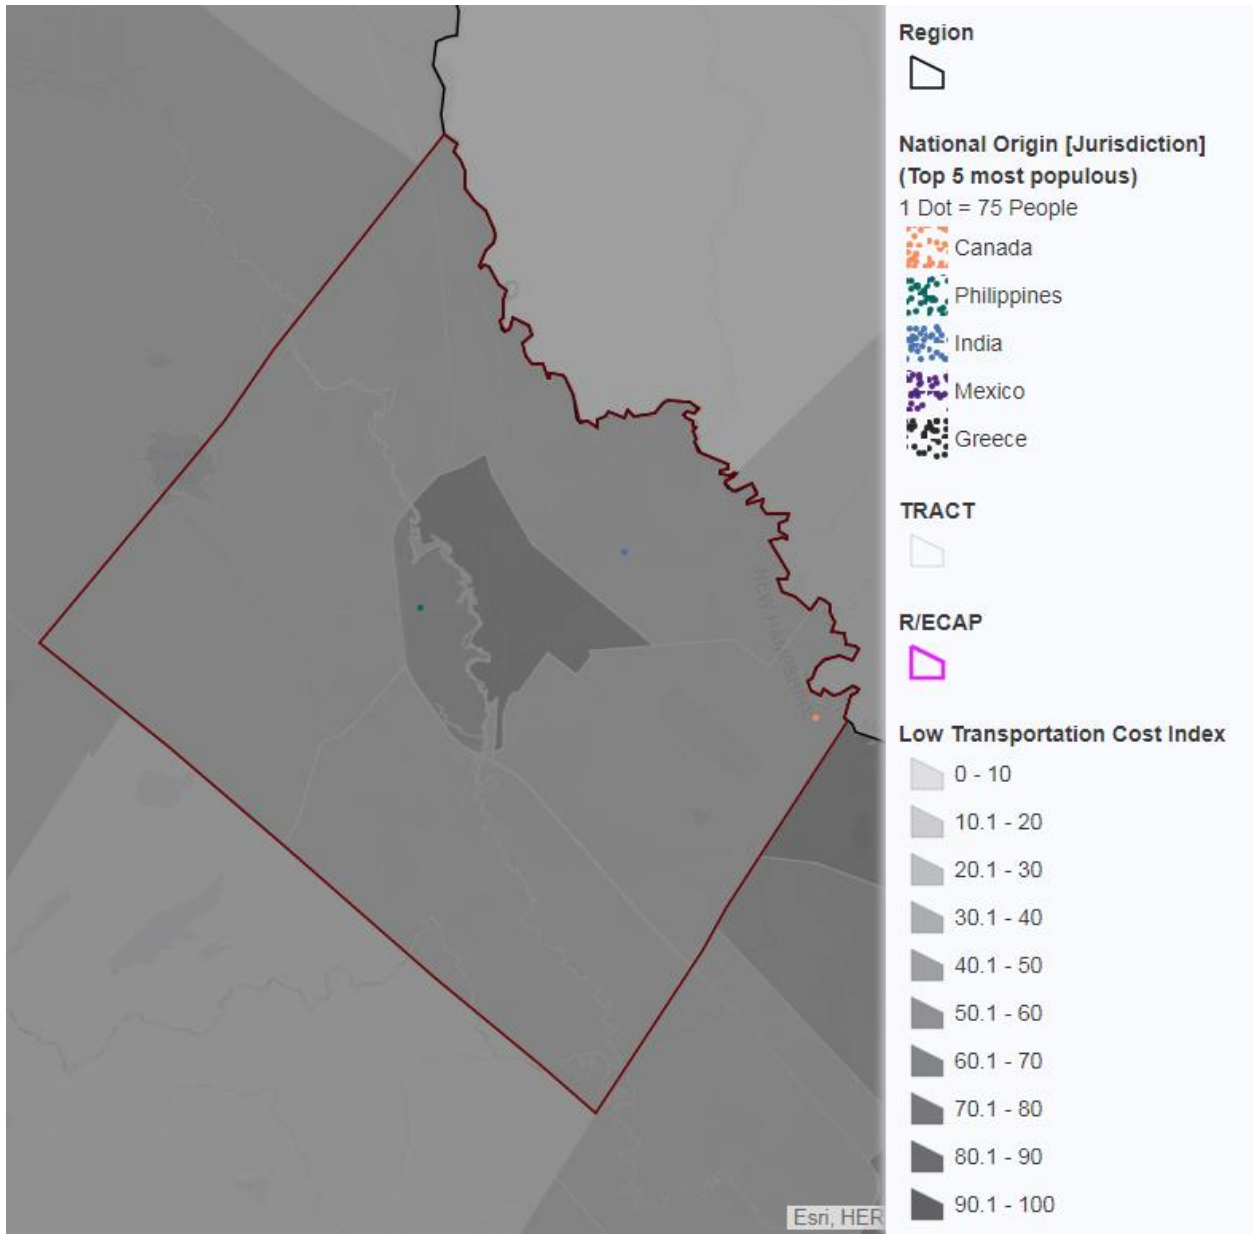 Region
National Origin [Jurisdiction]
(Top 5 most populous)
1 Dot = 75 People
Canada
Philippines
India
Mexico
Greece
TRACT
R/ECAP
Low Transportation Cost Index
0 - 10
10.1 - 20
20.1 - 30
30.1 - 40
40.1 - 50
50.1 - 60
60.1 - 70
70.1 - 80
80.1 - 90
90.1 - 100
NEW HAMPSHIRE
Esri, HER